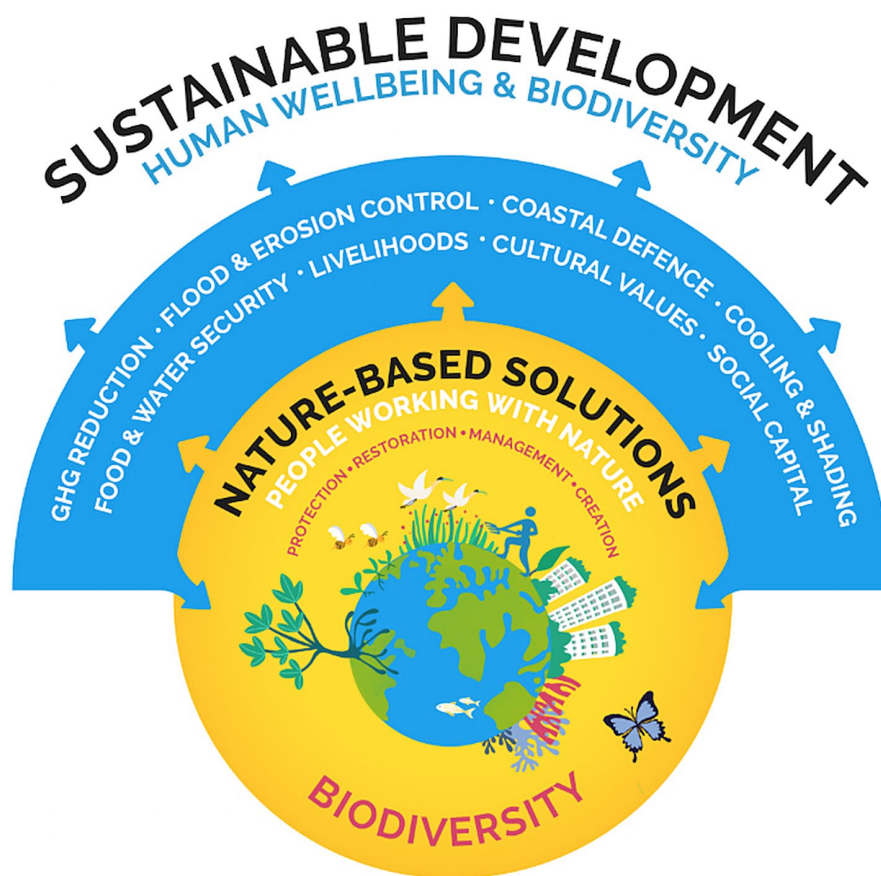 SUSTAINABLE DEVELOPMENT
HUMAN WELLBEING & BIODIVERSITY
GHG REDUCTION · FLOOD & EROSION CONTROL · COASTAL DEFENCE · COOLING & SHADING
FOOD & WATER SECURITY · LIVELIHOODS · CULTURAL VALUES · SOCIAL CAPITAL
NATURE-BASED SOLUTIONS
PEOPLE WORKING WITH NATURE
PROTECTION • RESTORATION • MANAGEMENT • CREATION
BIODIVERSITY